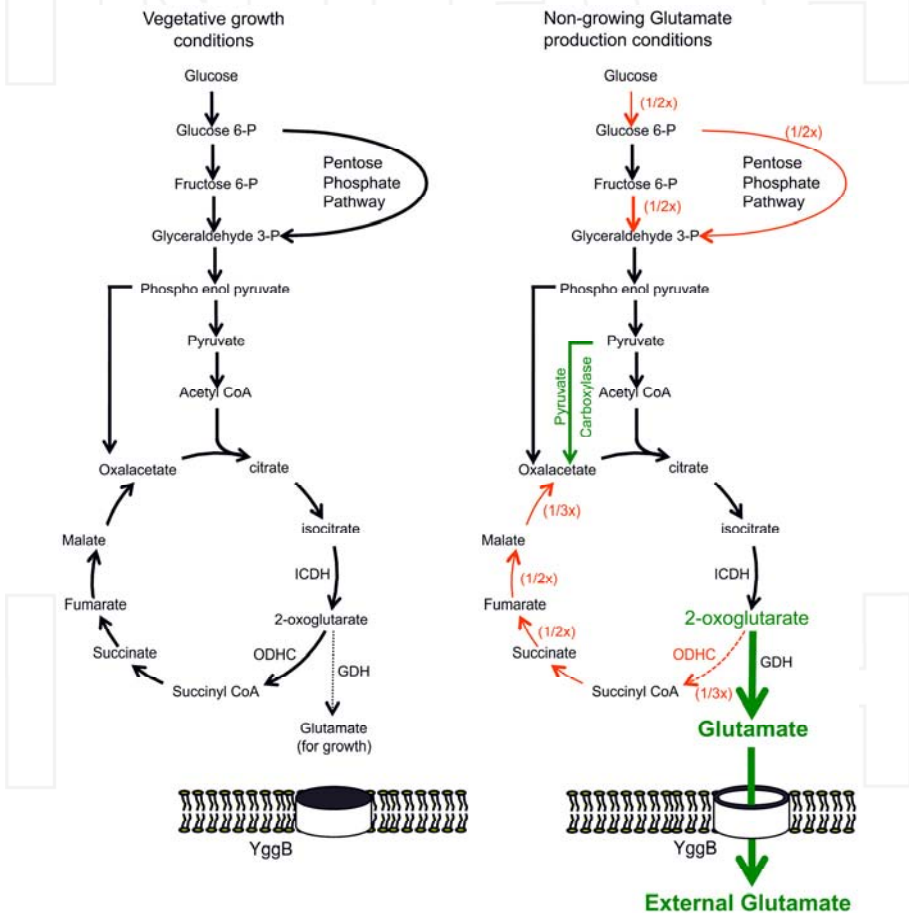 Vegetative growth
conditions
Glucose
Glucose 6-P
Pentose
Phosphate
Pathway
Fructose 6-P
Glyceraldehyde 3-P
Phospho enol pyruvate
Pyruvate
Acetyl CoA
Oxalacetate
citrate
isocitrate
Malate
ICDH
Fumarate
2-oxoglutarate
Succinate
ODHC
GDH
Succinyl CoA
Glutamate
(for growth)
YggB
Non-growing Glutamate
production conditions
Glucose
(1/2x)
Glucose 6-P
(1/2x)
Pentose
Phosphate
Pathway
Fructose 6-P
(1/2x)
Glyceraldehyde 3-P
Phospho enol pyruvate
Pyruvate
Pyruvate
Carboxylase
Acetyl CoA
Oxalacetate
citrate
(1/3x)
isocitrate
Malate
ICDH
(1/2x)
Fumarate
2-oxoglutarate
(1/2x)
Succinate
ODHC
GDH
Succinyl CoA
(1/3x)
Glutamate
YggB
External Glutamate